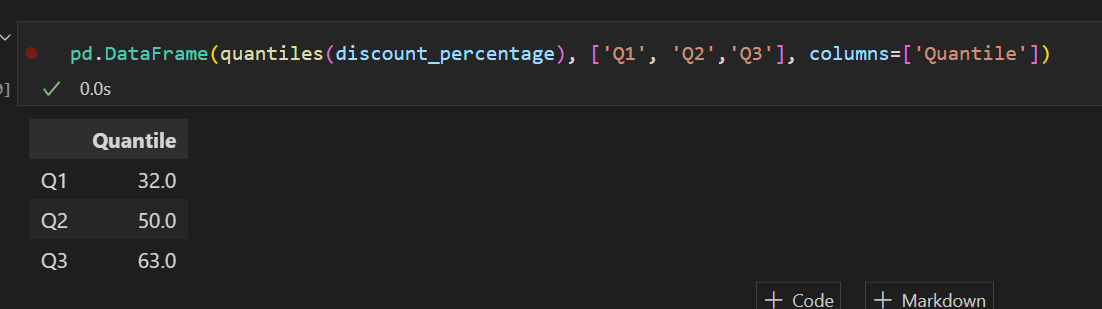 pd.DataFrame(quantiles(discount_percentage), ['Q1', 'Q2','Q3'], columns=['Quantile'])
]
0.0s
Quantile
Q1 32.0
Q2 50.0
Q3 63.0
+ Code + Markdown